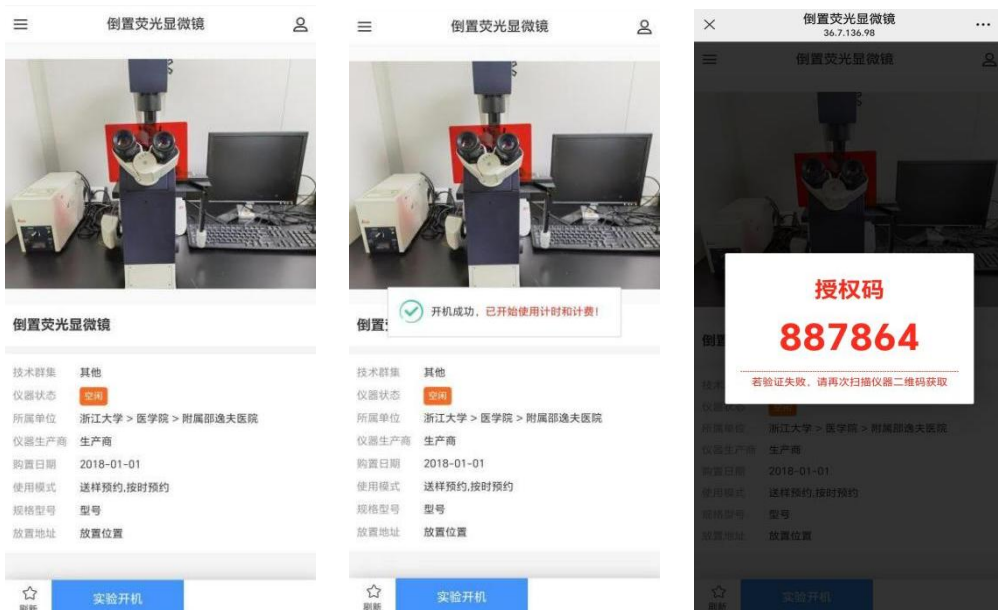 倒置荧光显微镜
倒置荧光显微镜
技术群集 其他
仪器状态 空闲
所属单位 浙江大学 > 医学院 > 附属邵逸夫医院
仪器生产商 生产商
购置日期 2018-01-01
使用模式 送样预约,按时预约
规格型号 型号
放置地址 放置位置
刷新
实验开机
倒置荧光显微镜
开机成功，已开始使用计时和计费!
倒置
技术群集 其他
仪器状态 空闲
所属单位 浙江大学 > 医学院 > 附属邵逸夫医院
仪器生产商 生产商
购置日期 2018-01-01
使用模式 送样预约,按时预约
规格型号 型号
放置地址 放置位置
刷新
实验开机
倒置荧光显微镜
36.7.136.98
倒置荧光显微镜
授权码
887864
若验证失败，请再次扫描仪器二维码获取
倒置
仪器状态 空闲
所属单位 浙江大学 > 医学院 > 附属邵逸夫医院
仪器生产商 生产商
购置日期 2018-01-01
使用模式 送样预约,按时预约
规格型号 型号
放置地址 放置位置
刷新
实验开机